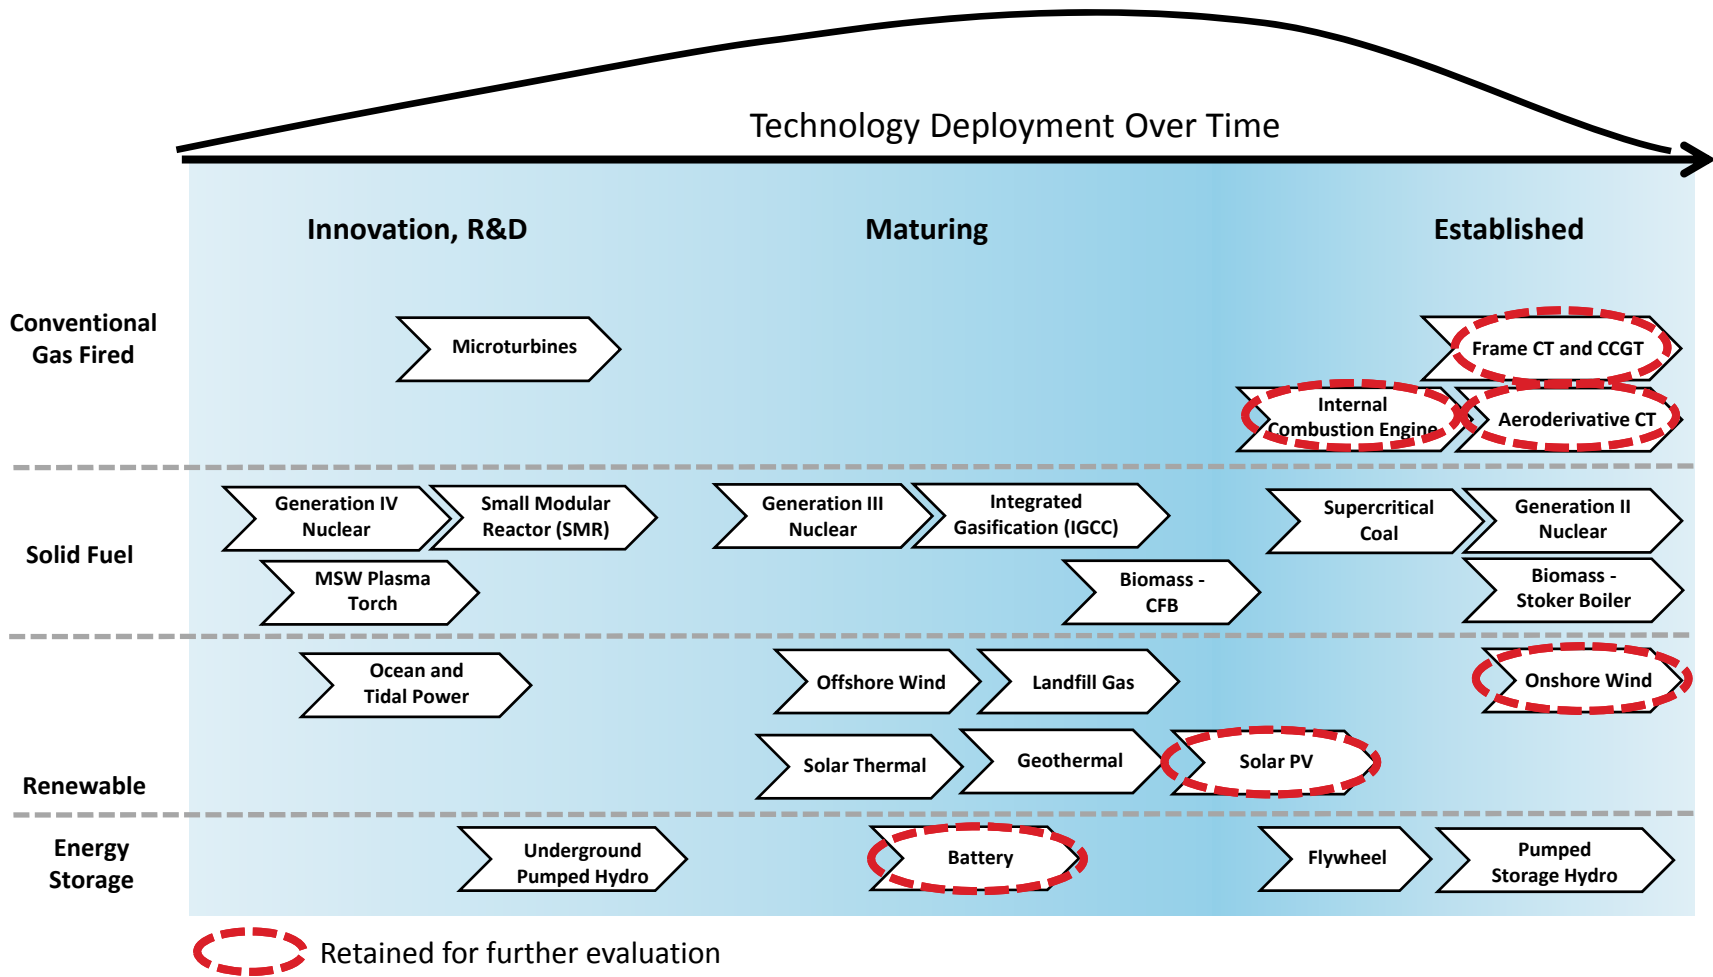 Technology Deployment Over Time
Innovation, R&D
Maturing
Established
Conventional
Gas Fired
Microturbines
Frame CT and CCGT
Internal
Combustion Engine
Aeroderivative CT
Solid Fuel
Generation IV
Nuclear
Small Modular
Reactor (SMR)
Generation III
Nuclear
Integrated
Gasification (IGCC)
Supercritical
Coal
Generation II
Nuclear
MSW Plasma
Torch
Biomass -
CFB
Biomass -
Stoker Boiler
Renewable
Ocean and
Tidal Power
Offshore Wind
Landfill Gas
Onshore Wind
Solar Thermal
Geothermal
Solar PV
Energy
Storage
Underground
Pumped Hydro
Battery
Flywheel
Pumped
Storage Hydro
Retained for further evaluation